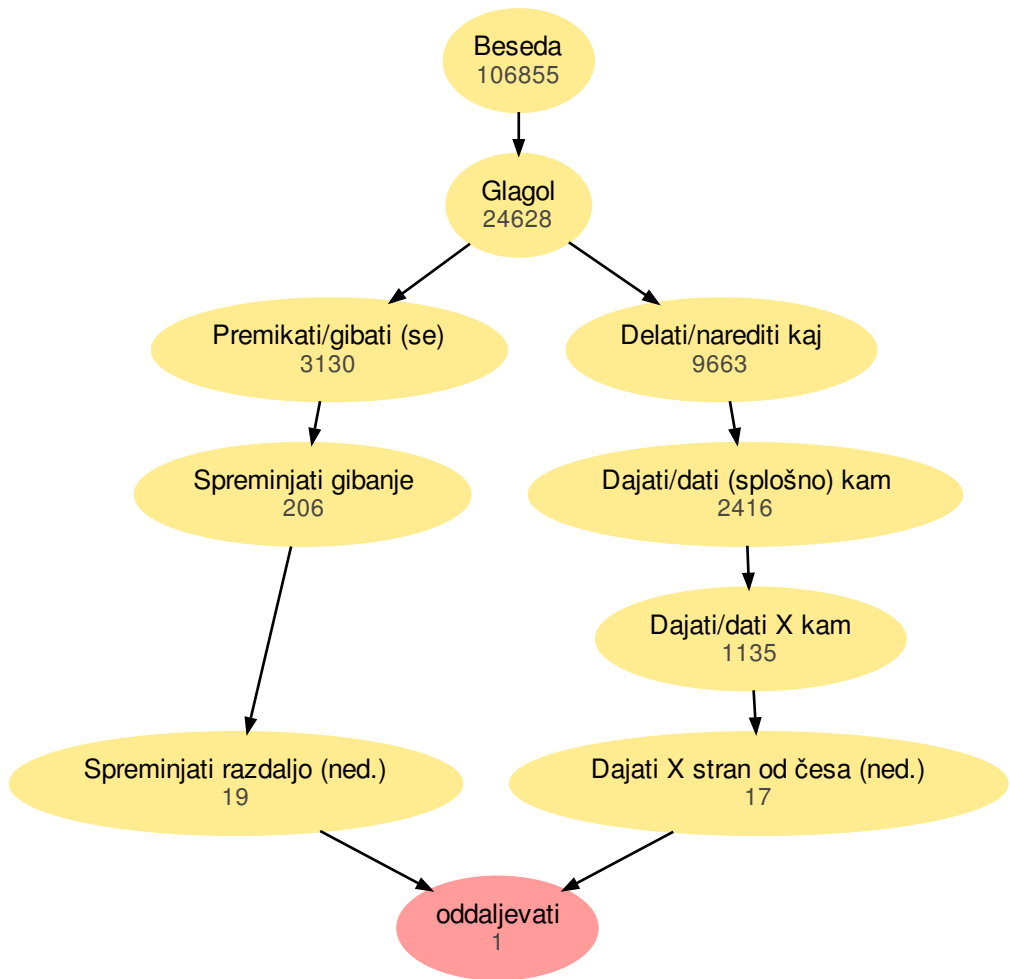 Beseda
106855
Glagol
24628
Premikati/gibati (se)
3130
Delati/narediti kaj
9663
Spreminjati gibanje
206
Dajati/dati (splošno) kam
2416
Dajati/dati X kam
1135
Spreminjati razdaljo (ned.)
19
Dajati X stran od česa (ned.)
17
oddaljevati
1